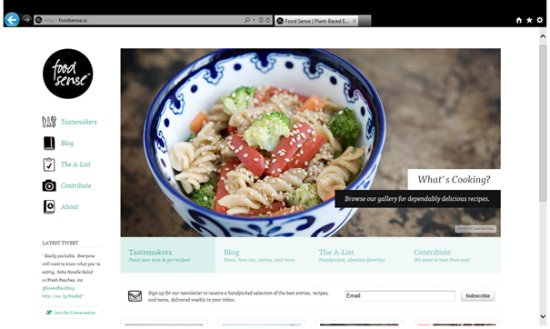 http://foodsense.is/
Food Sense | Plant-Based E...
food
sense
Tastemakers
Blog
The A-List
Contribute
About
What's Cooking?
Browse our gallery for dependably delicious recipes.
Tastemakers
Feast your eyes & get recipes!
Blog
News, how-tos, stories, and more
The A-List
Handpicked, absolute favorites
Contribute
We want to hear from you!
LATEST TWEET
"Easily packable. Everyone
will want to know what you're
eating. Soba Noodle Salad
w/Fresh Peaches, via
Join the Conversation
Sign up for our newsletter to receive a handpicked selection of the best stories, recipes,
and news, delivered weekly to your inbox.
Email
Subscribe